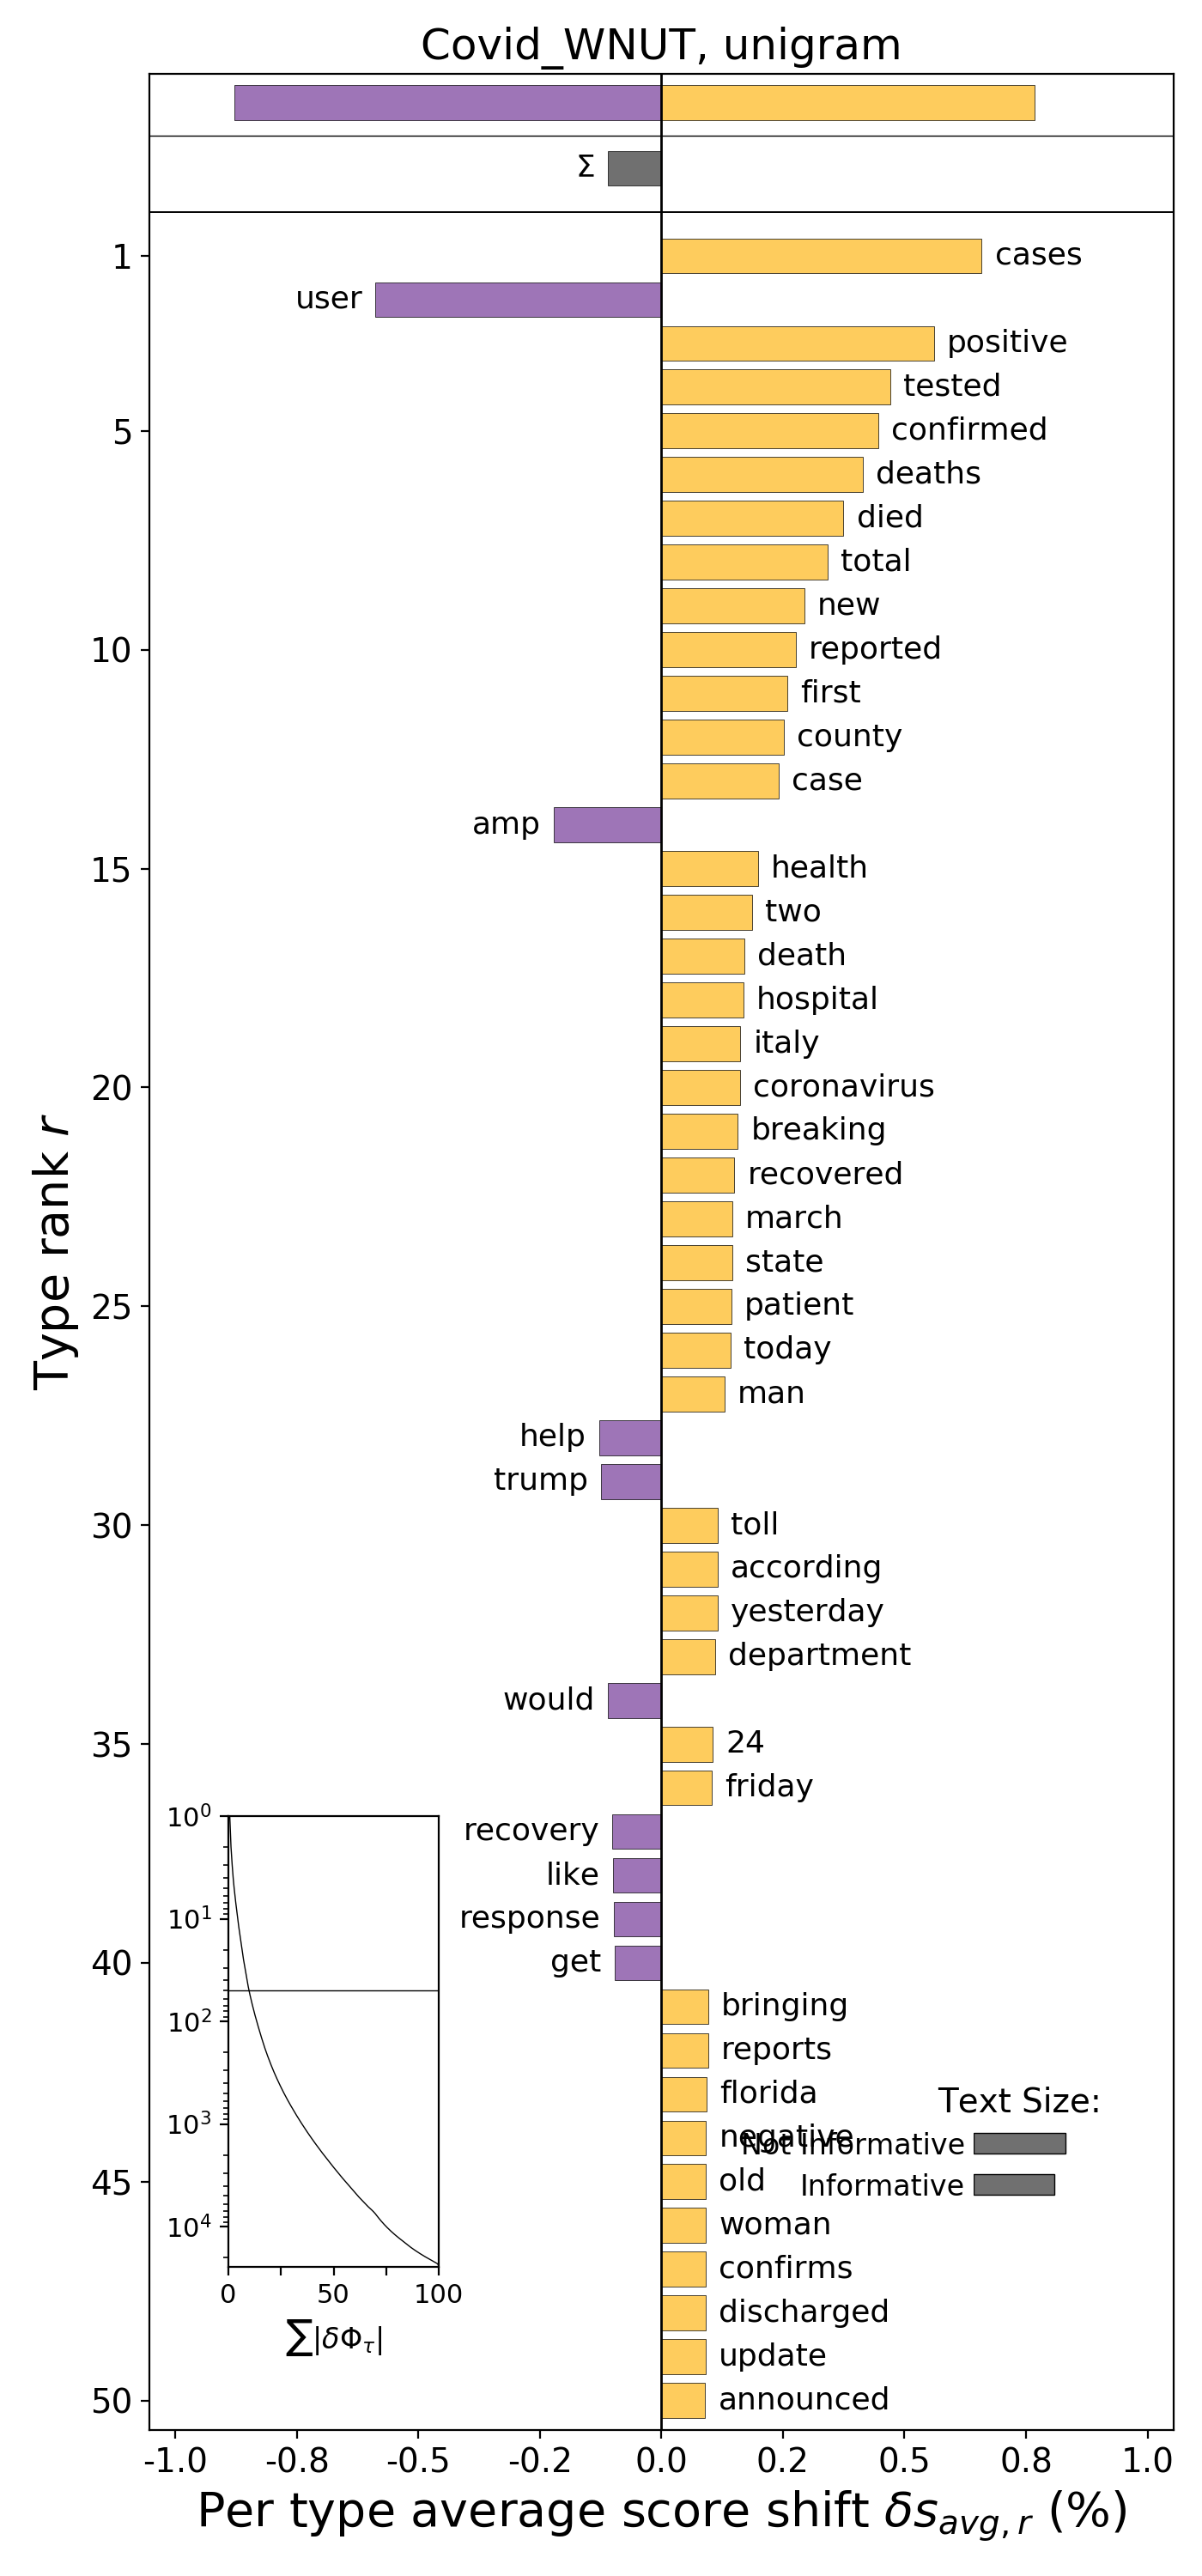 Covid_WNUT, unigram
Σ
1
cases
user
positive
tested
5
confirmed
deaths
died
total
new
10
reported
first
county
case
amp
15
health
two
death
hospital
italy
20
coronavirus
breaking
recovered
march
state
25
patient
today
man
help
trump
30
toll
according
yesterday
department
would
35
24
friday
recovery
like
response
get
40
bringing
reports
florida
negative
45
old
woman
confirms
discharged
update
50
announced
Type rank r
10⁰
10¹
10²
10³
10⁴
0 50 100
∑|δΦ_τ|
Text Size:
Not Informative
Informative
-1.0 -0.8 -0.5 -0.2 0.0 0.2 0.5 0.8 1.0
Per type average score shift δs_{avg,r} (%)